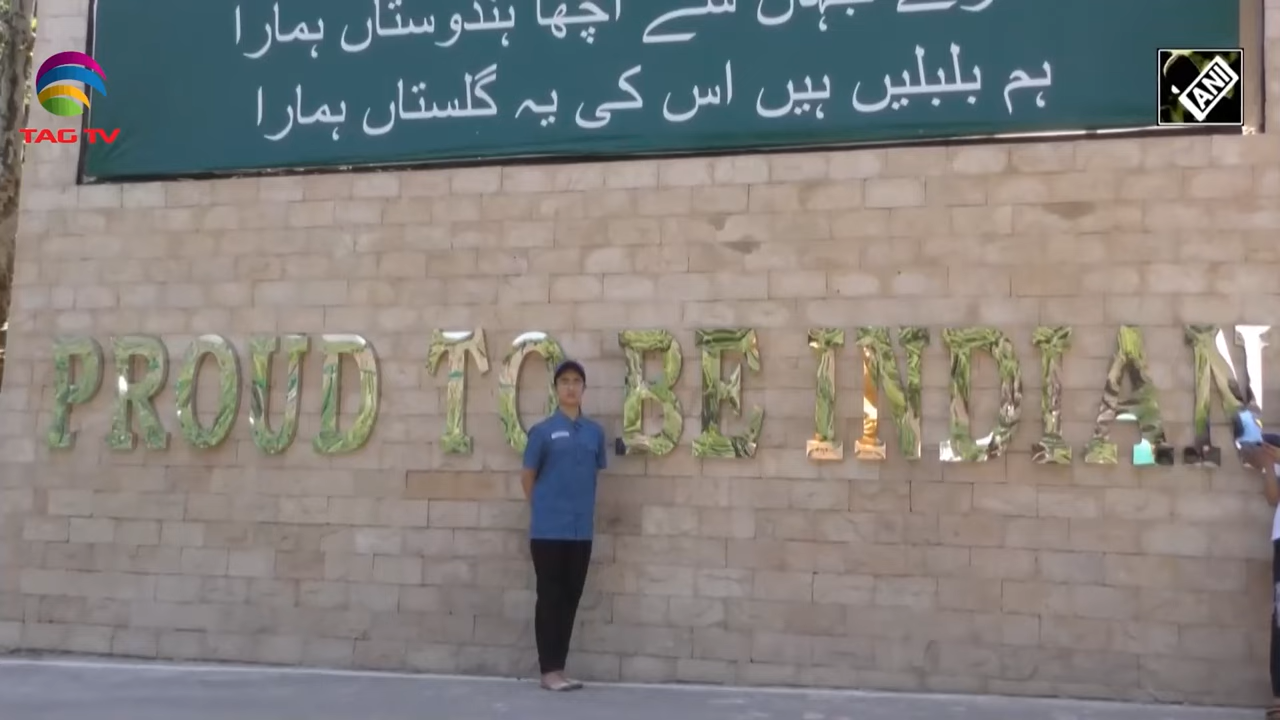 جہاں سے اچھا ہندوستاں ہمارا
ہم بلبلیں ہیں اس کی یہ گلستاں ہمارا
TAG TV
ANI
PROUD TO BE INDIAN